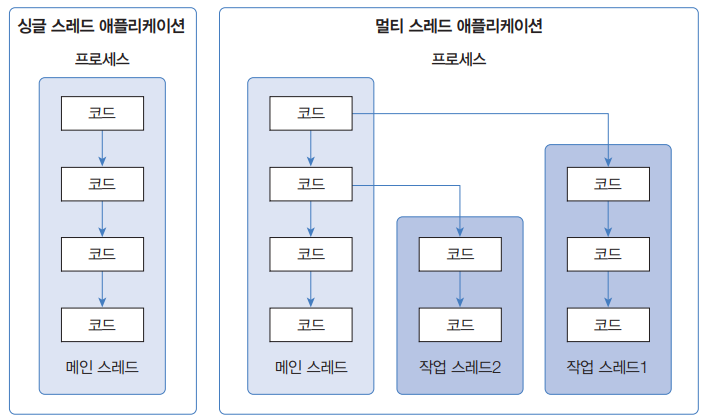 싱글 스레드 애플리케이션
프로세스
코드
코드
코드
코드
메인 스레드
멀티 스레드 애플리케이션
프로세스
코드
코드
코드
코드
메인 스레드
코드
코드
작업 스레드2
코드
코드
코드
작업 스레드1